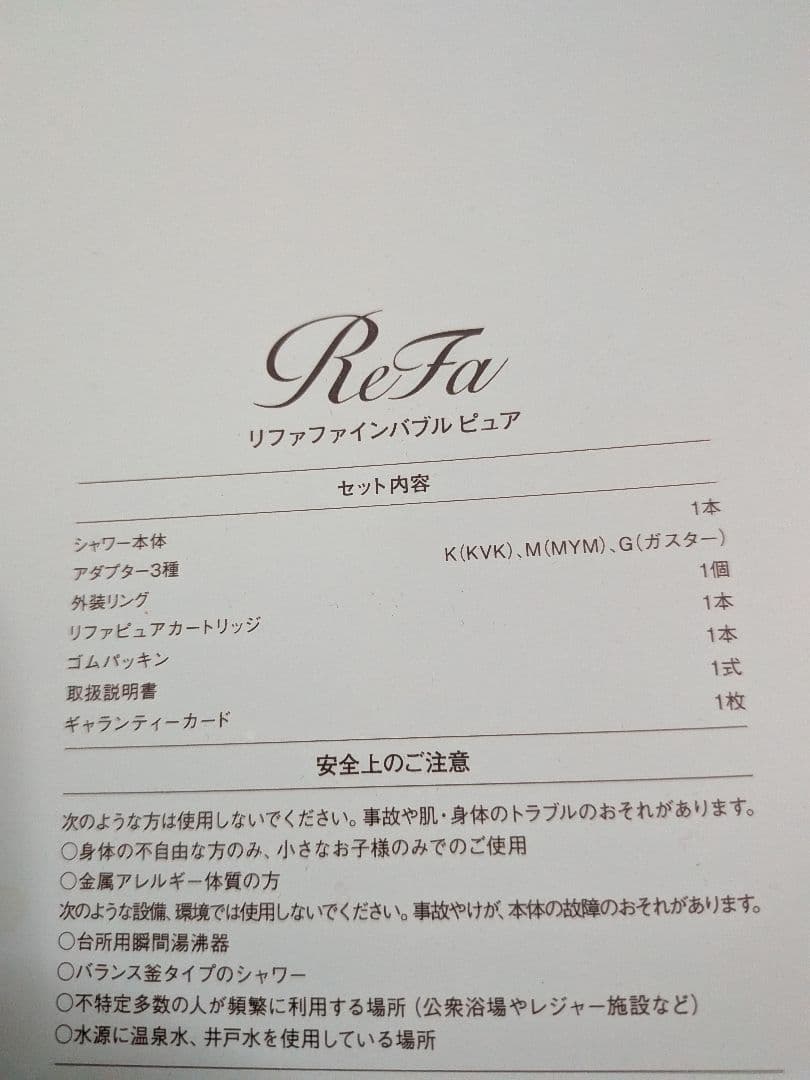 ReFa
リファファインバブル ピュア
セット内容
シャワー本体 1本
アダプター3種 K(KVK)、M(MYM)、G(ガスター)
外装リング 1個
リファピュアカートリッジ 1本
ゴムパッキン 1本
取扱説明書 1式
ギャランティーカード 1枚
安全上のご注意
次のような方は使用しないでください。事故や肌・身体のトラブルのおそれがあります。
○身体の不自由な方のみ、小さなお子様のみでのご使用
○金属アレルギー体質の方
次のような設備、環境では使用しないでください。事故やけが、本体の故障のおそれがあります。
○台所用瞬間湯沸器
○バランス釜タイプのシャワー
○不特定多数の人が頻繁に利用する場所(公衆浴場やレジャー施設など)
○水源に温泉水、井戸水を使用している場所